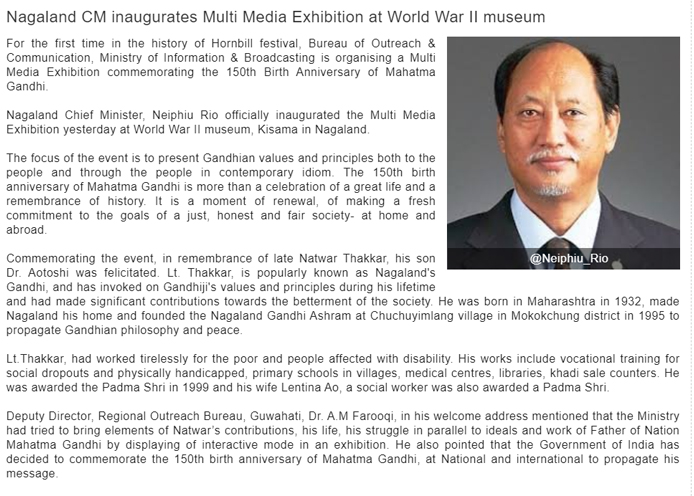 Nagaland CM inaugurates Multi Media Exhibition at World War II museum
For the first time in the history of Hornbill festival, Bureau of Outreach &
Communication, Ministry of Information & Broadcasting is organising a Multi
Media Exhibition commemorating the 150th Birth Anniversary of Mahatma
Gandhi.
Nagaland Chief Minister, Neiphiu Rio officially inaugurated the Multi Media
Exhibition yesterday at World War II museum, Kisama in Nagaland.
The focus of the event is to present Gandhian values and principles both to the
people and through the people in contemporary idiom. The 150th birth
anniversary of Mahatma Gandhi is more than a celebration of a great life and a
remembrance of history. It is a moment of renewal, of making a fresh
commitment to the goals of a just, honest and fair society- at home and
abroad.
@Neiphiu_Rio
Commemorating the event, in remembrance of late Natwar Thakkar, his son
Dr. Aotoshi was felicitated. Lt. Thakkar, is popularly known as Nagaland's
Gandhi, and has invoked on Gandhiji's values and principles during his lifetime
and had made significant contributions towards the betterment of the society. He was born in Maharashtra in 1932, made
Nagaland his home and founded the Nagaland Gandhi Ashram at Chuchuyimlang village in Mokokchung district in 1995 to
propagate Gandhian philosophy and peace.
Lt.Thakkar, had worked tirelessly for the poor and people affected with disability. His works include vocational training for
social dropouts and physically handicapped, primary schools in villages, medical centres, libraries, khadi sale counters. He
was awarded the Padma Shri in 1999 and his wife Lentina Ao, a social worker was also awarded a Padma Shri.
Deputy Director, Regional Outreach Bureau, Guwahati, Dr. A.M Farooqi, in his welcome address mentioned that the Ministry
had tried to bring elements of Natwar's contributions, his life, his struggle in parallel to ideals and work of Father of Nation
Mahatma Gandhi by displaying of interactive mode in an exhibition. He also pointed that the Government of India has
decided to commemorate the 150th birth anniversary of Mahatma Gandhi, at National and international to propagate his
message.